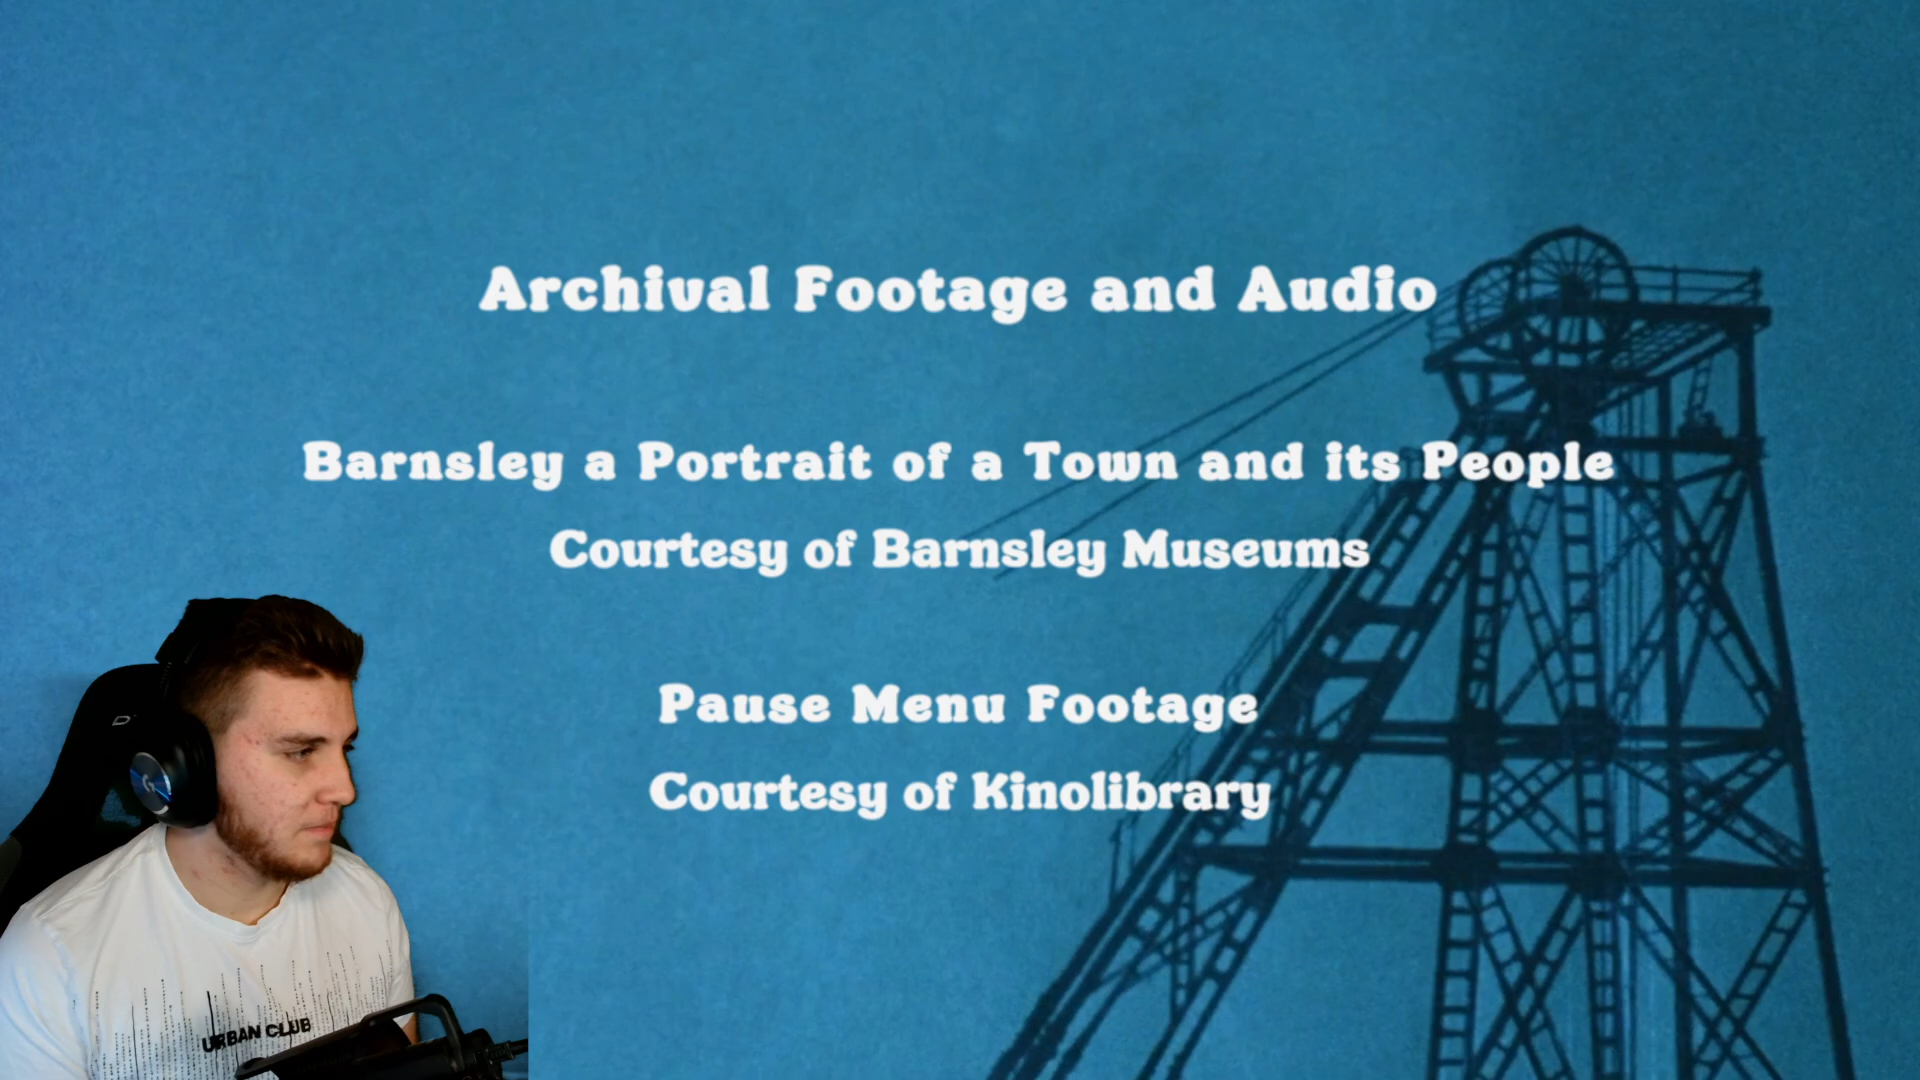 Archival Footage and Audio
Barnsley a Portrait of a Town and its People
Courtesy of Barnsley Museums
Pause Menu Footage
Courtesy of Kinolibrary
URBAN CLUB